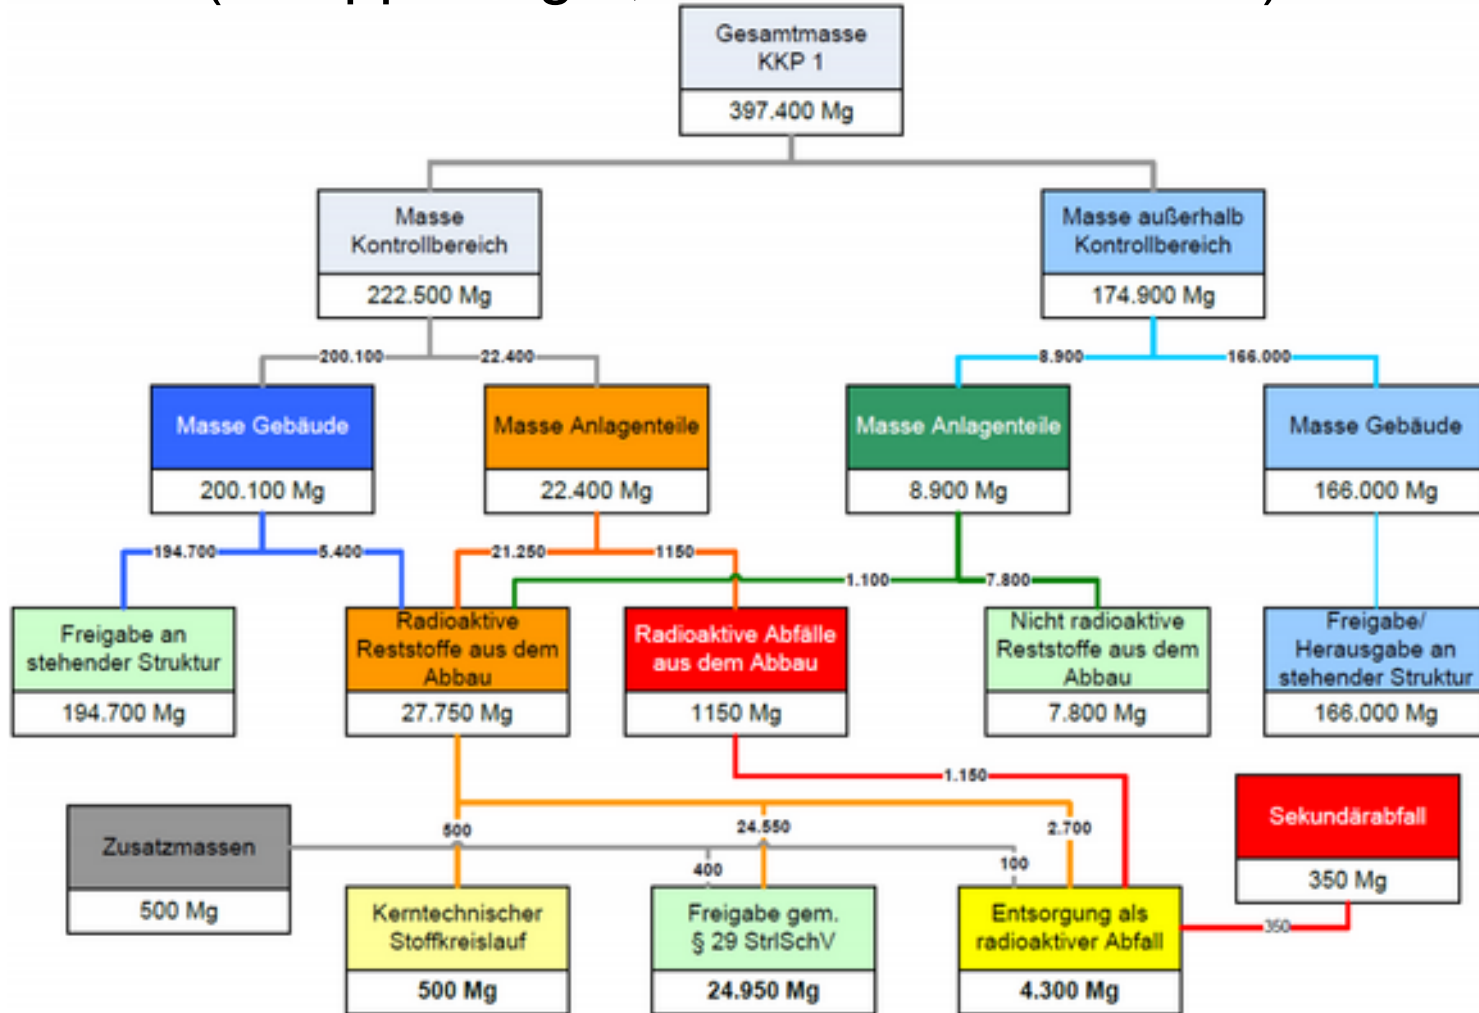 Gesamtmasse
KKP 1
397.400 Mg
Masse
Kontrollbereich
222.500 Mg
Masse außerhalb
Kontrollbereich
174.900 Mg
200.100
22.400
8.900
166.000
Masse Gebäude
200.100 Mg
Masse Anlagenteile
22.400 Mg
Masse Anlagenteile
8.900 Mg
Masse Gebäude
166.000 Mg
194.700
5.400
21.250
1150
1.100
7.800
Freigabe an
stehender Struktur
194.700 Mg
Radioaktive
Reststoffe aus dem
Abbau
27.750 Mg
Radioaktive Abfälle
aus dem Abbau
1150 Mg
Nicht radioaktive
Reststoffe aus dem
Abbau
7.800 Mg
Freigabe/
Herausgabe an
stehender Struktur
166.000 Mg
1.150
Zusatzmassen
500 Mg
500
24.550
2.700
400
100
Sekundärabfall
350 Mg
350
Kerntechnischer
Stoffkreislauf
500 Mg
Freigabe gem.
§ 29 StrlSchV
24.950 Mg
Entsorgung als
radioaktiver Abfall
4.300 Mg